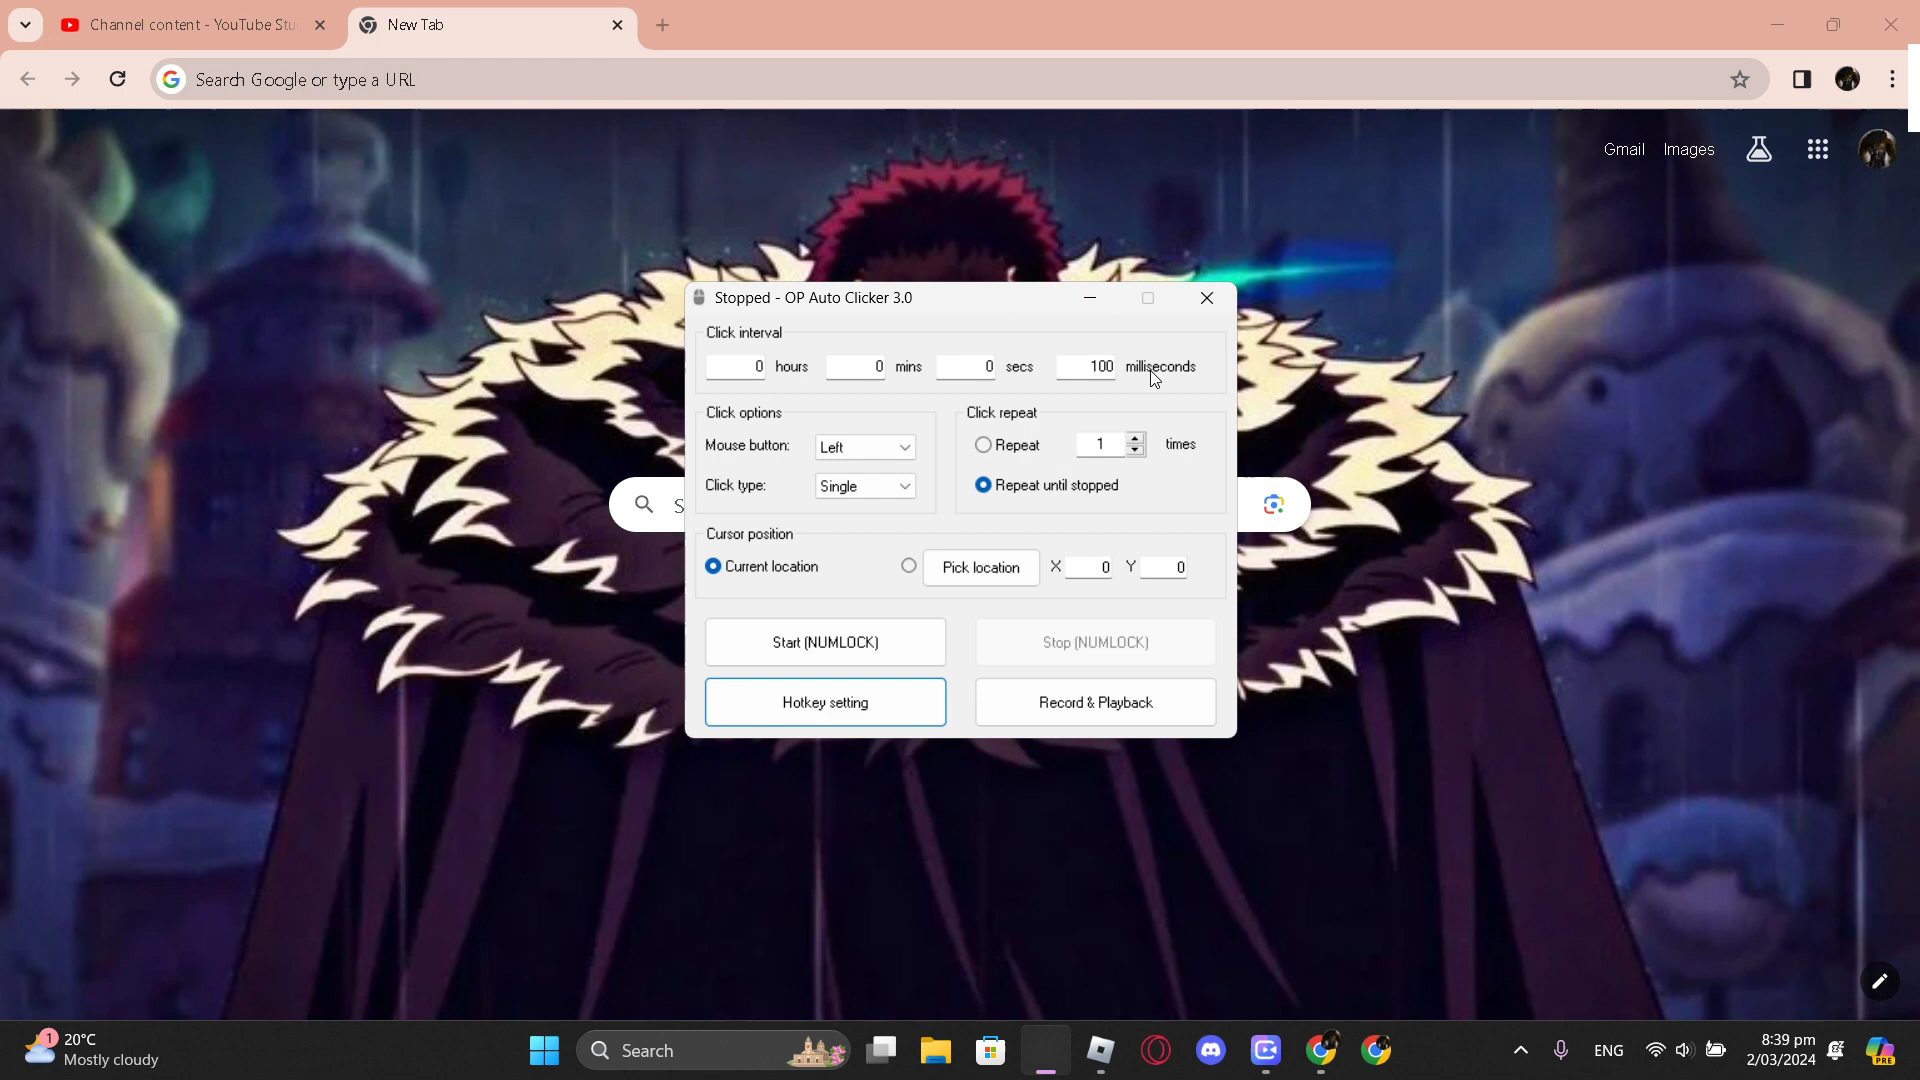 Channel content - YouTube Stu
New Tab
Search Google or type a URL
Gmail Images
Stopped - OP Auto Clicker 3.0
Click interval
0 hours 0 mins 0 secs 100 milliseconds
Click options
Mouse button: Left
Click type: Single
Click repeat
Repeat 1 times
Repeat until stopped
S
Cursor position
Current location Pick location X 0 Y 0
Start (NUMLOCK) Stop (NUMLOCK)
Hotkey setting Record & Playback
1 20°C
Mostly cloudy
Search
ENG
8:39 pm
2/03/2024
PRE